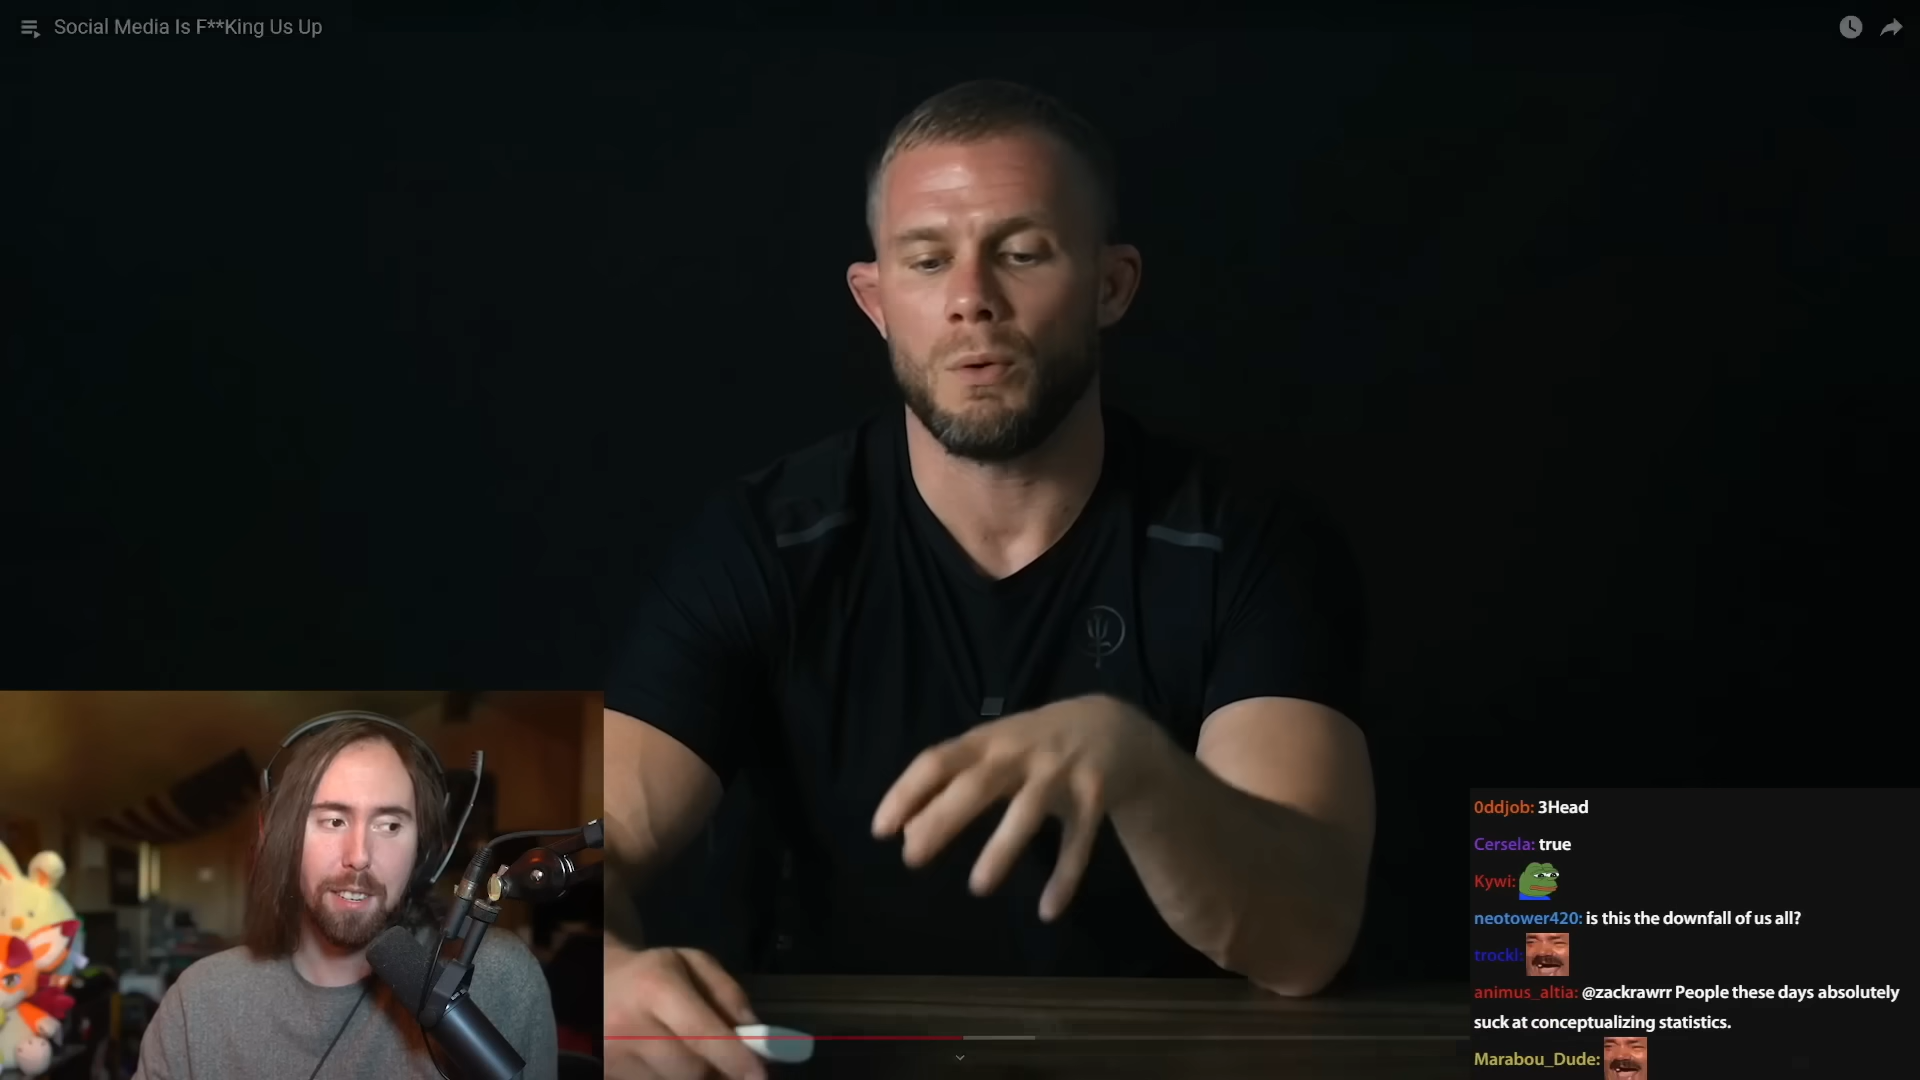 Social Media Is F**King Us Up
0ddjob: 3Head
Cersela: true
Kywi:
neotower420: is this the downfall of us all?
trockl:
animus_altia: @zackrawrr People these days absolutely
suck at conceptualizing statistics.
Marabou_Dude: